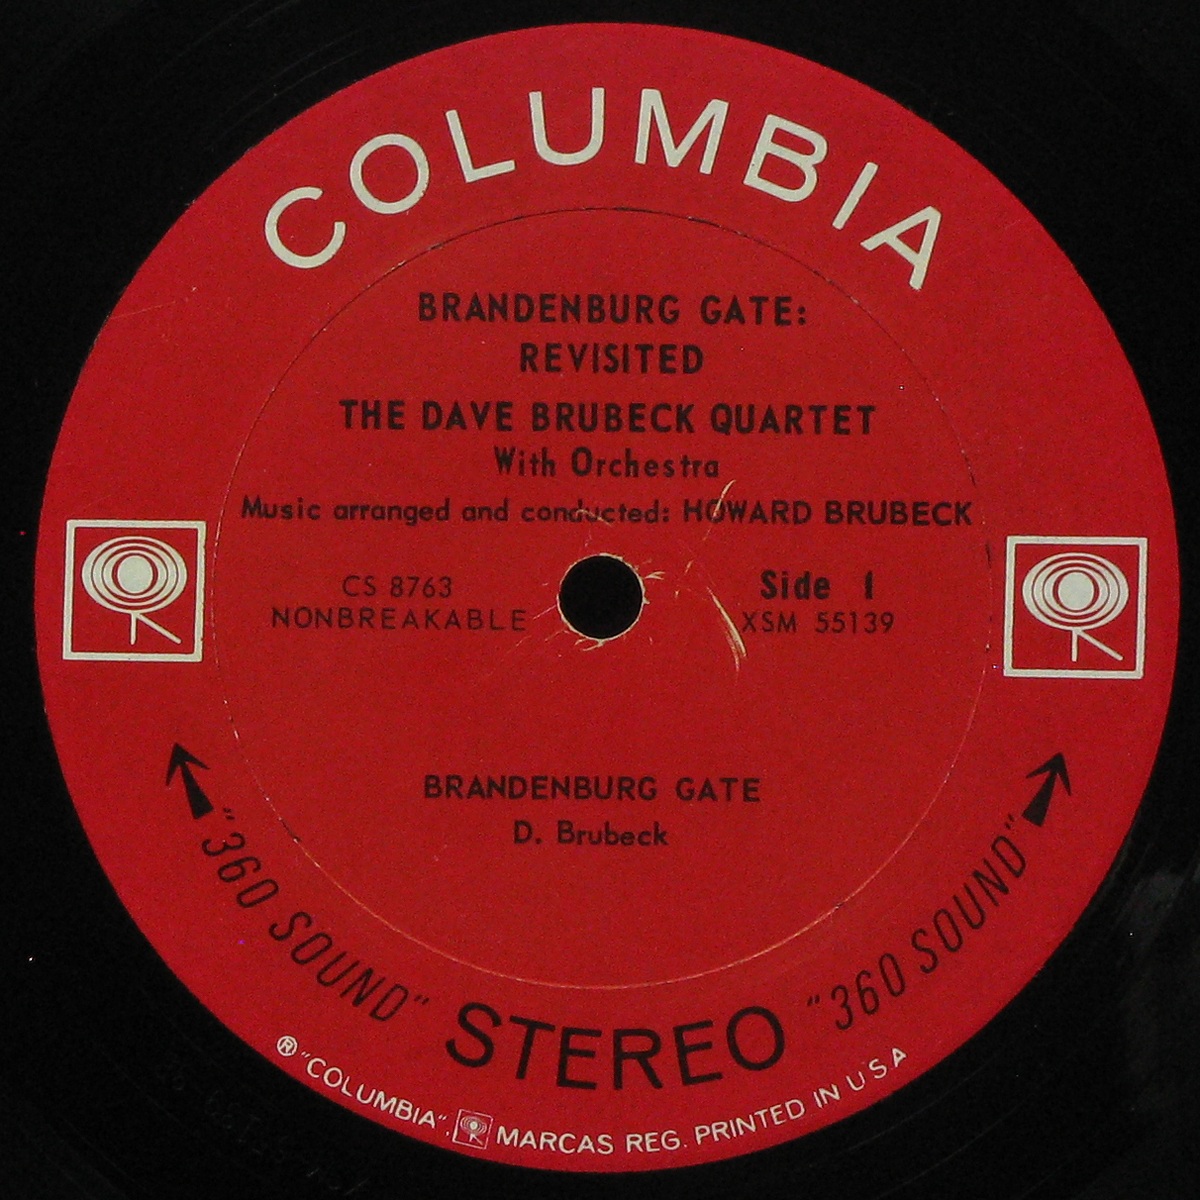 COLUMBIA
BRANDENBURG GATE:
REVISITED
THE DAVE BRUBECK QUARTET
With Orchestra
Music arranged and conducted: HOWARD BRUBECK
CS 8763
NONBREAKABLE
Side 1
XSM 55139
BRANDENBURG GATE
D. Brubeck
"360 SOUND" STEREO "360 SOUND"
® "COLUMBIA", MARCAS REG. PRINTED IN U S A